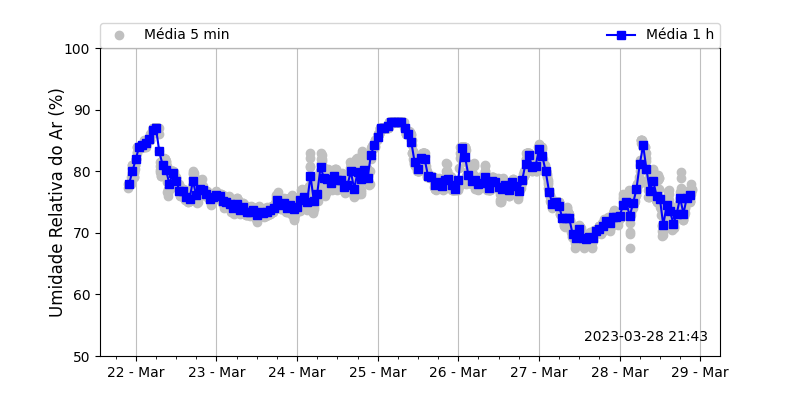 Média 5 min
Média 1 h
Umidade Relativa do Ar (%)
100
90
80
70
60
50
2023-03-28 21:43
22 - Mar
23 - Mar
24 - Mar
25 - Mar
26 - Mar
27 - Mar
28 - Mar
29 - Mar